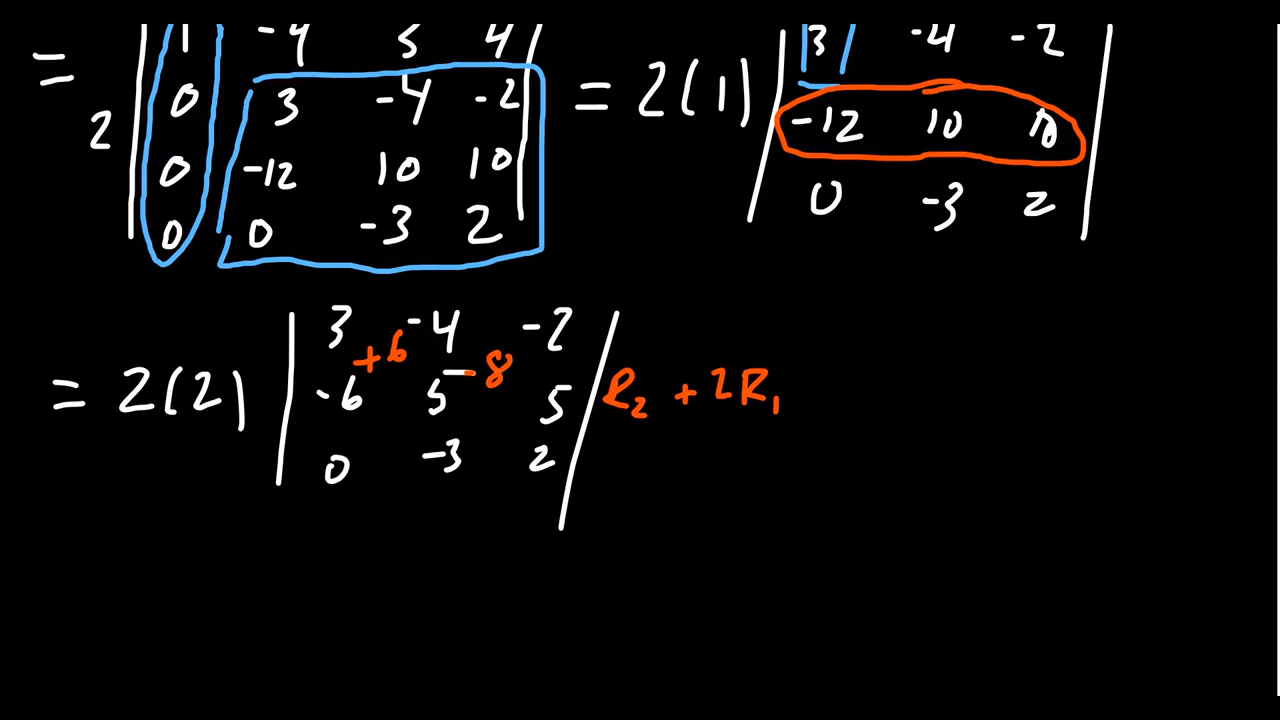 = 2 | 1 -4 5 4 | = 2(1) | 3 -4 -2 |
0 3 -4 -2
-12 10 10
0 -12 10 10
0 -3 2
0 0 -3 2
3 -4 -2
+6 -8
= 2(2) | -6 5 5 | R2 + 2R1
0 -3 2